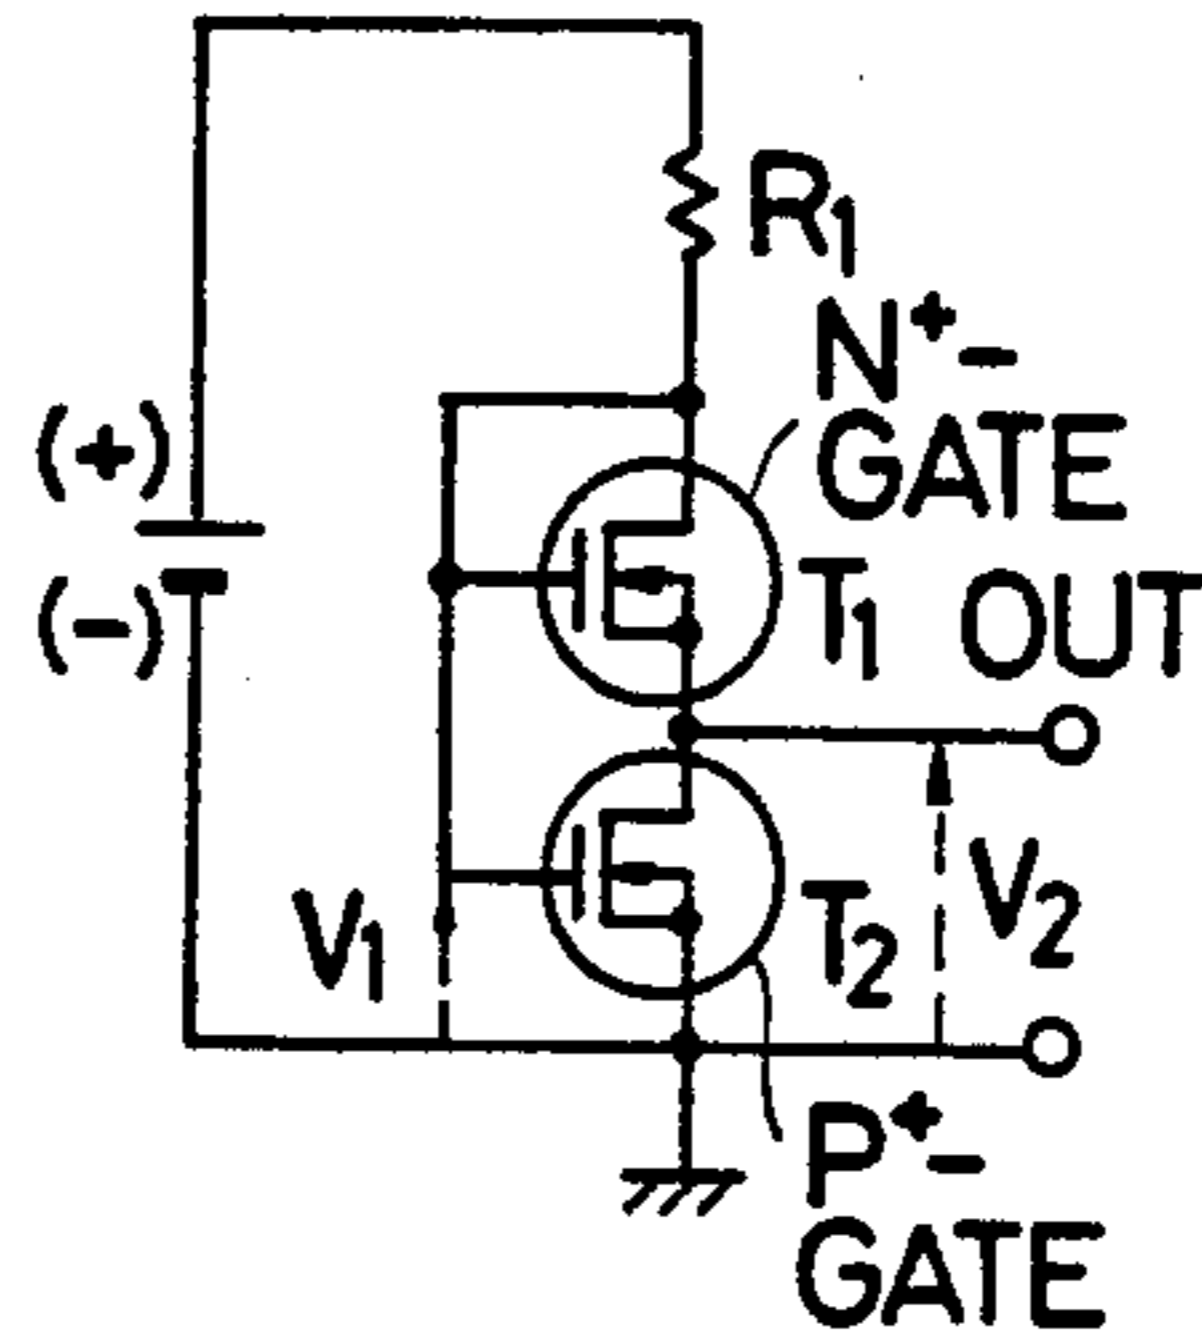 R1
N+-
GATE
(+)
(-)
T1
OUT
V1
T2
V2
P+-
GATE